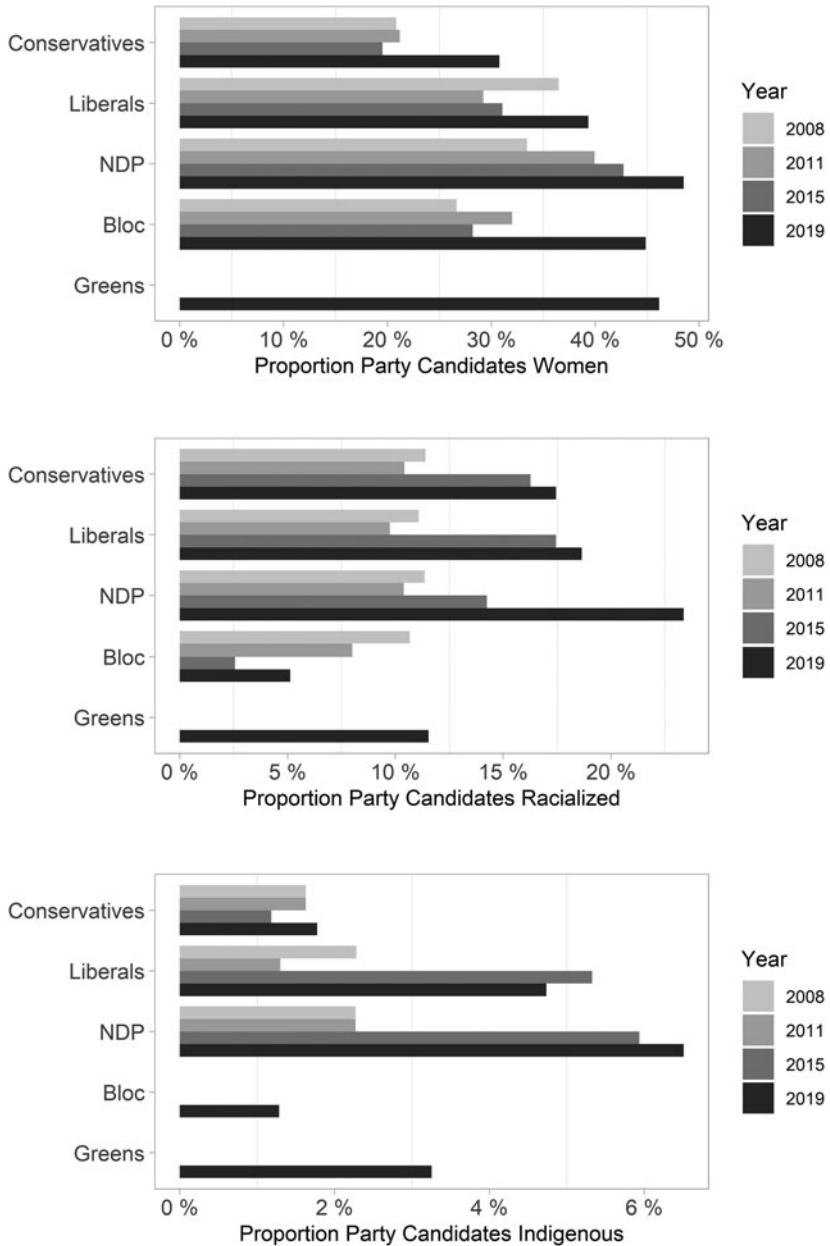 Conservatives
Liberals
NDP
Bloc
Greens
0 % 10 % 20 % 30 % 40 % 50 %
Proportion Party Candidates Women
Year
2008
2011
2015
2019
Conservatives
Liberals
NDP
Bloc
Greens
0 % 5 % 10 % 15 % 20 %
Proportion Party Candidates Racialized
Year
2008
2011
2015
2019
Conservatives
Liberals
NDP
Bloc
Greens
0 % 2 % 4 % 6 %
Proportion Party Candidates Indigenous
Year
2008
2011
2015
2019